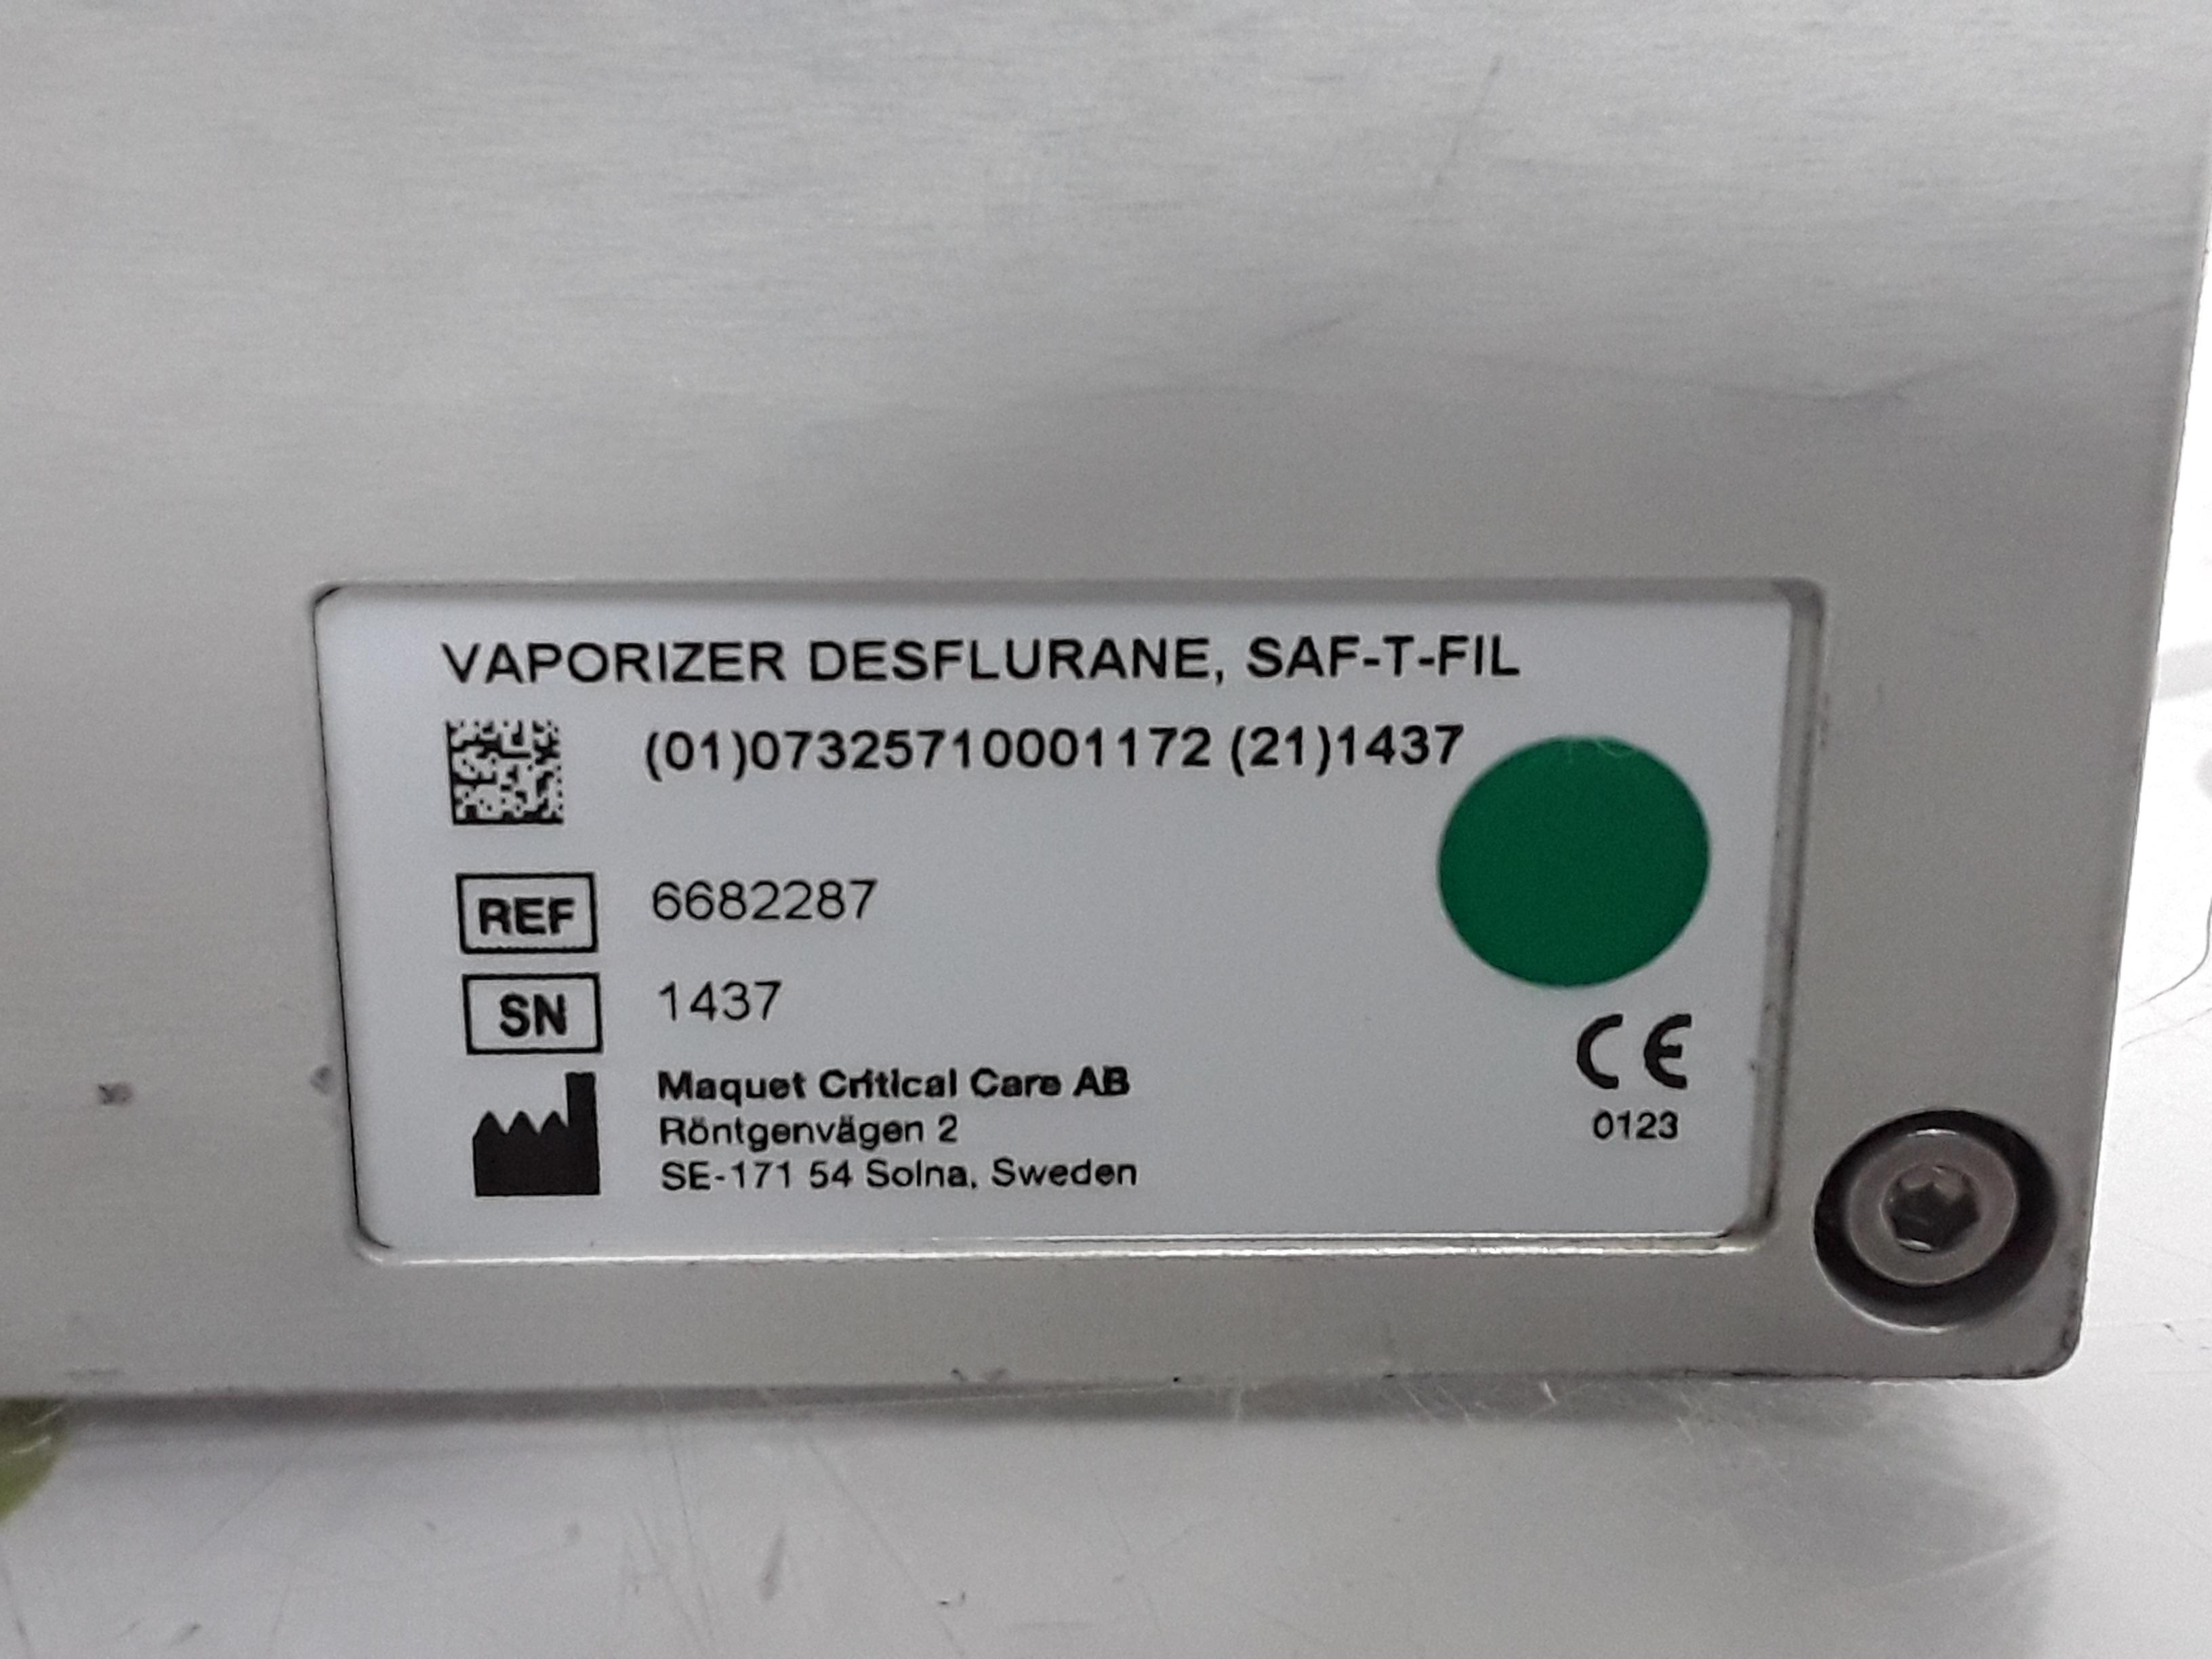 VAPORIZER DESFLURANE, SAF-T-FIL
(01)07325710001172 (21)1437
REF 6682287
SN 1437
Maquet Critical Care AB
Röntgenvägen 2
SE-171 54 Solna, Sweden
CE
0123